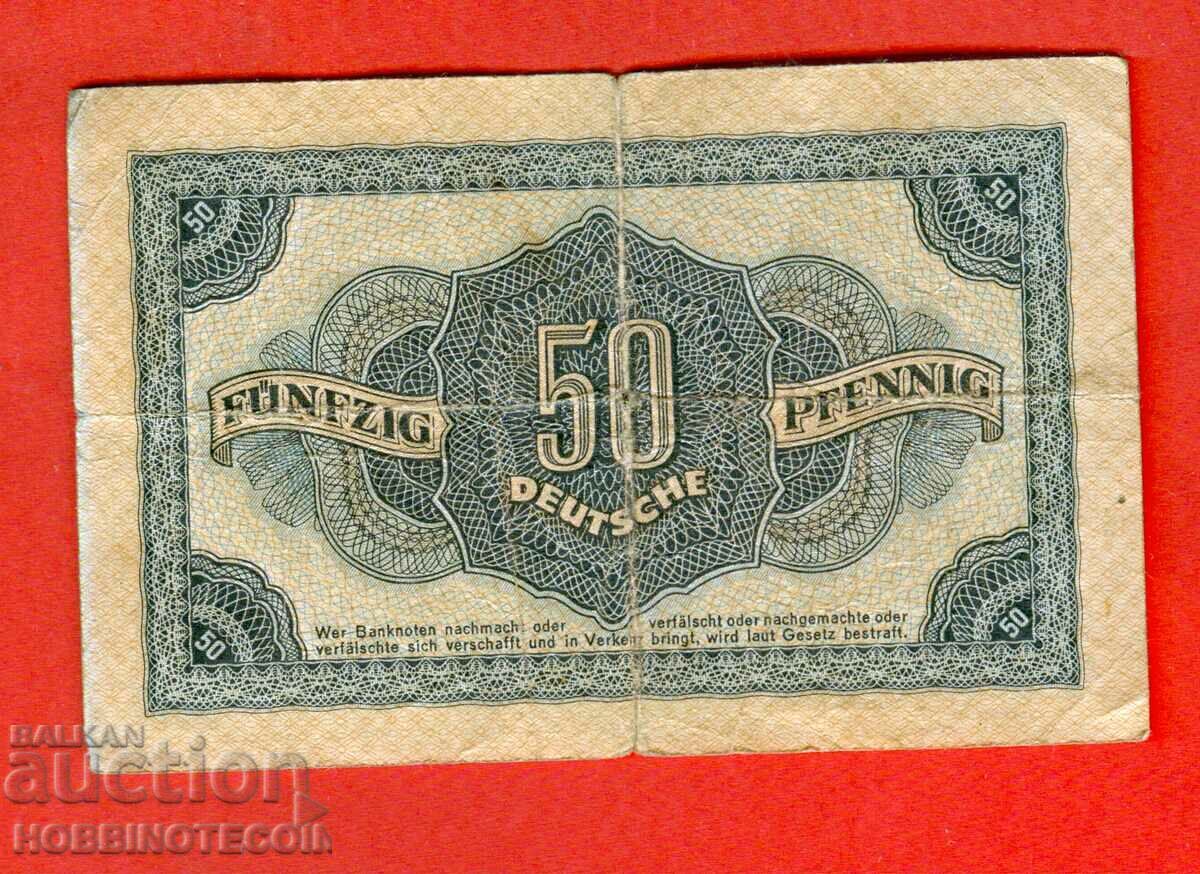 50 50
50
FÜNFZIG PFENNIG
DEUTSCHE
Wer Banknoten nachmacht oder verfälscht oder nachgemachte oder
verfälschte sich verschafft und in Verkehr bringt, wird laut Gesetz bestraft.
50 50
BALKAN
auction
HOBBINOTECOIN